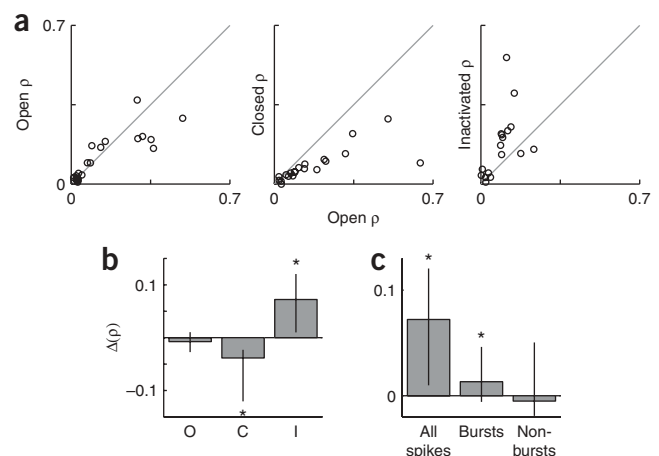 a
0.7
0.7
0.7
Open ρ
Closed ρ
Inactivated ρ
0
0
0
0.7
0.7
0.7
Open ρ
b
c
*
*
*
*
0.1
–0.1
Δ(ρ)
0.1
0
O C I
All spikes
Bursts
Non-bursts